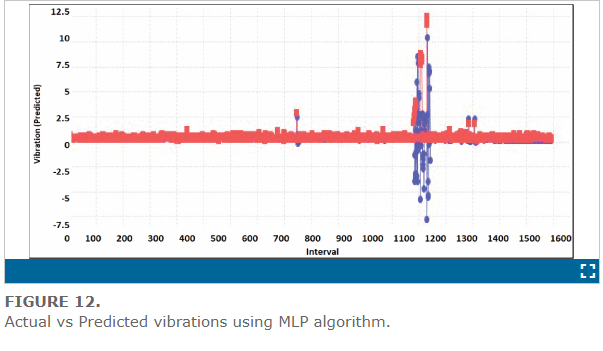 12.5
10
7.5
5
2.5
0
-2.5
-5
-7.5
Vibration (Predicted)
0 100 200 300 400 500 600 700 800 900 1000 1100 1200 1300 1400 1500 1600
Interval
FIGURE 12.
Actual vs Predicted vibrations using MLP algorithm.